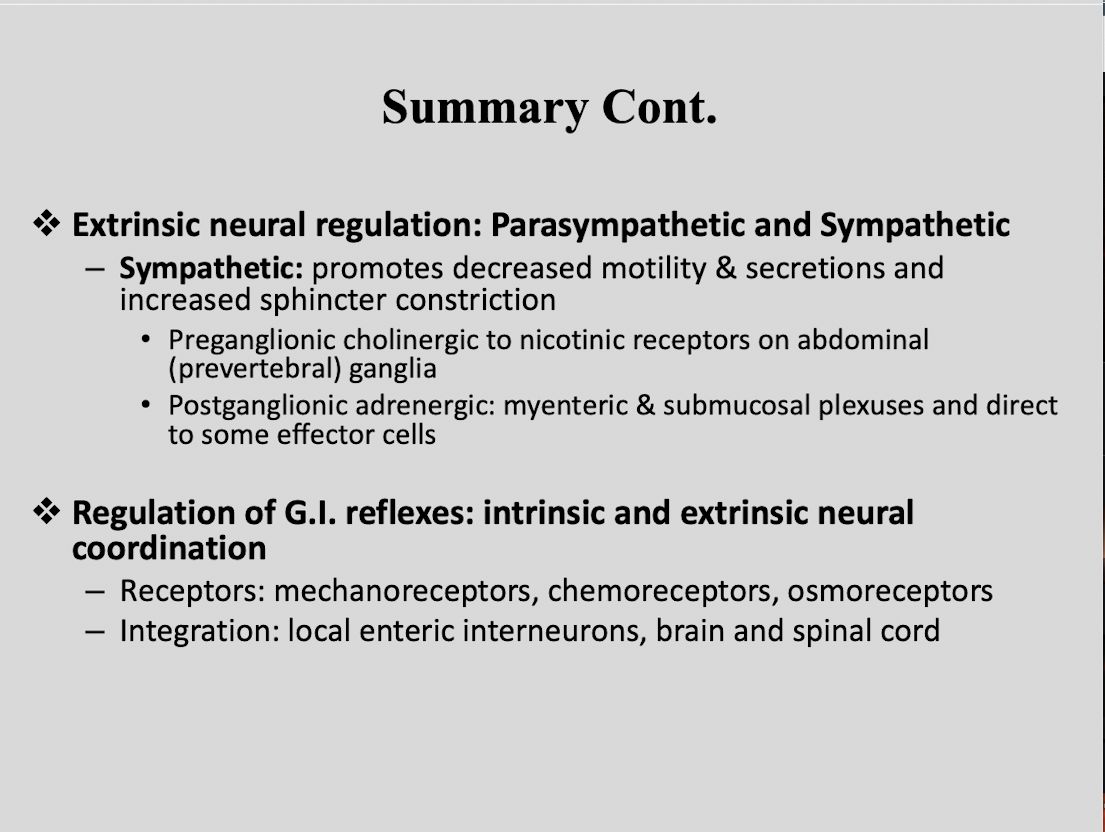 Summary Cont.
❖ Extrinsic neural regulation: Parasympathetic and Sympathetic
– Sympathetic: promotes decreased motility & secretions and
increased sphincter constriction
• Preganglionic cholinergic to nicotinic receptors on abdominal
(prevertebral) ganglia
• Postganglionic adrenergic: myenteric & submucosal plexuses and direct
to some effector cells
❖ Regulation of G.I. reflexes: intrinsic and extrinsic neural
coordination
– Receptors: mechanoreceptors, chemoreceptors, osmoreceptors
– Integration: local enteric interneurons, brain and spinal cord